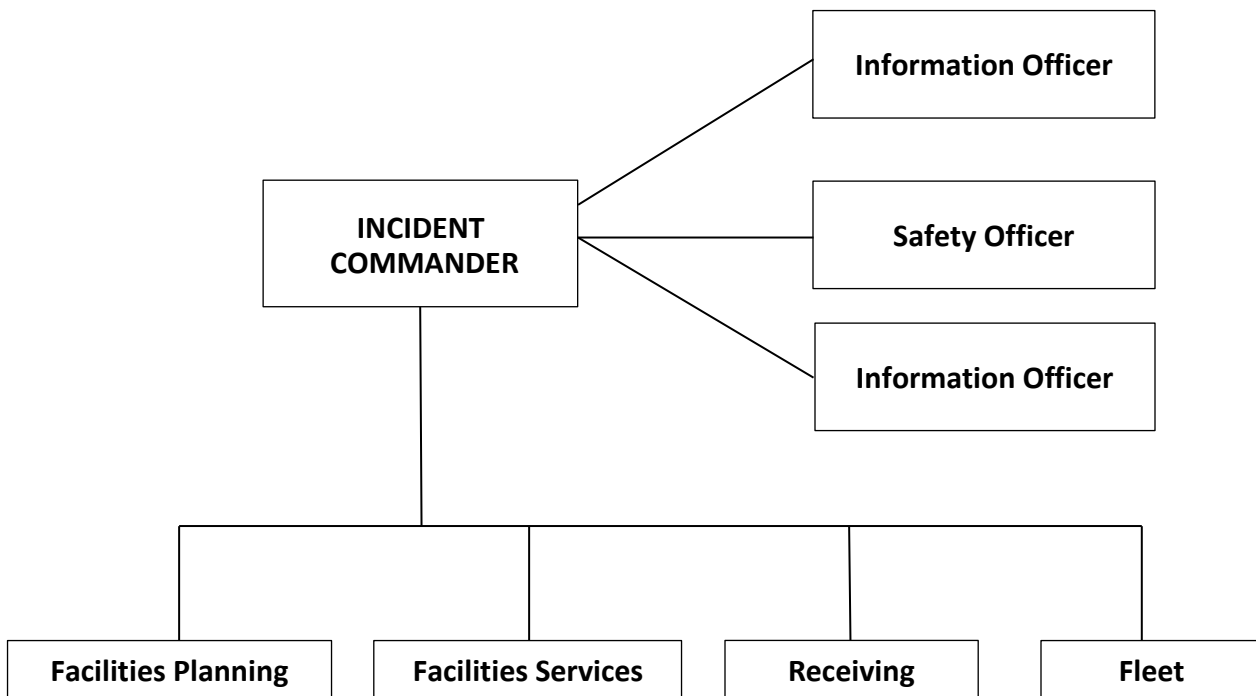 Information Officer
INCIDENT
COMMANDER
Safety Officer
Information Officer
Facilities Planning
Facilities Services
Receiving
Fleet